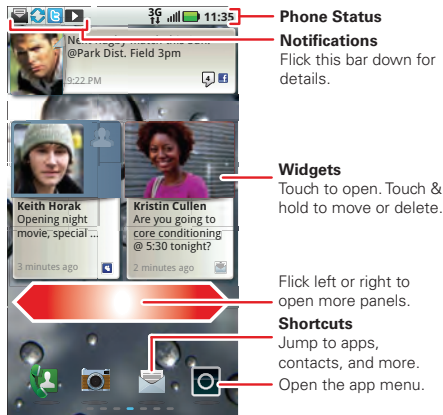 3G 11:35
@Park Dist. Field 3pm
9:22 PM
4
Keith Horak
Opening night
movie, special ...
3 minutes ago
Kristin Cullen
Are you going to
core conditioning
@ 5:30 tonight?
2 minutes ago
Phone Status
Notifications
Flick this bar down for
details.
Widgets
Touch to open. Touch &
hold to move or delete.
Flick left or right to
open more panels.
Shortcuts
Jump to apps,
contacts, and more.
Open the app menu.